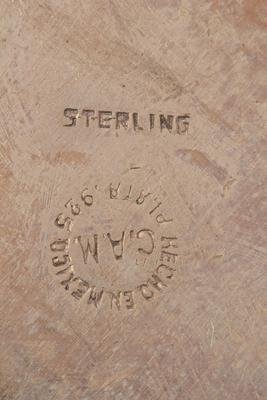 STERLING
HECHO EN MEXICO
PLATA .925
C.A.M.